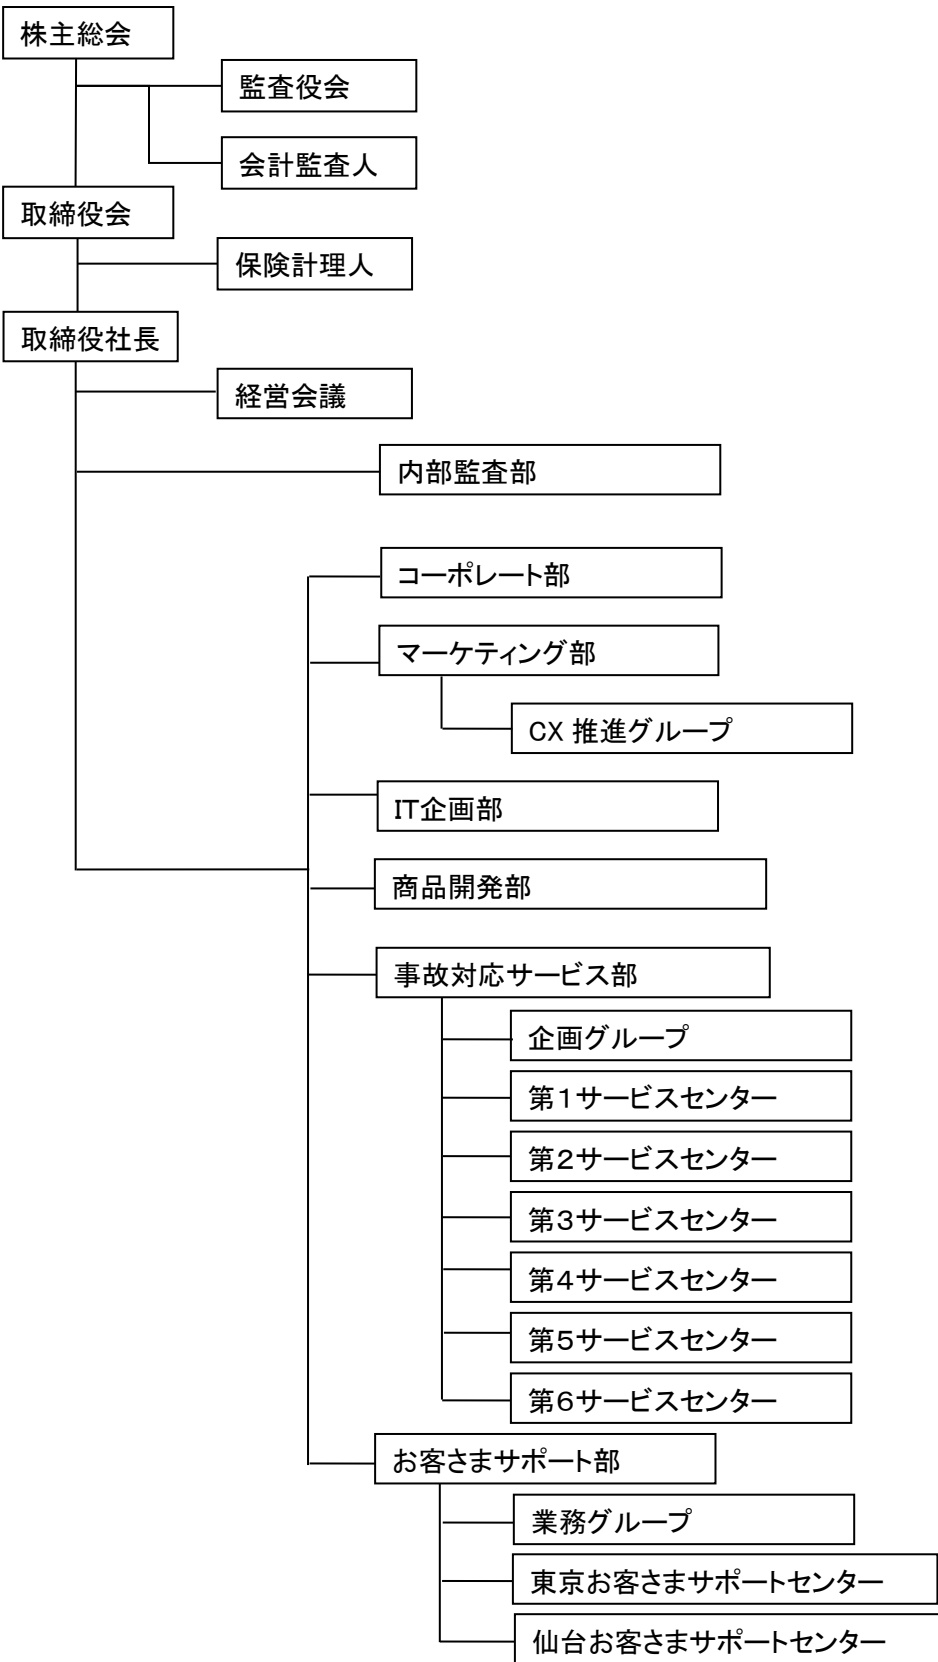 株主総会
監査役会
会計監査人
取締役会
保険計理人
取締役社長
経営会議
内部監査部
コーポレート部
マーケティング部
CX 推進グループ
IT企画部
商品開発部
事故対応サービス部
企画グループ
第1サービスセンター
第2サービスセンター
第3サービスセンター
第4サービスセンター
第5サービスセンター
第6サービスセンター
お客さまサポート部
業務グループ
東京お客さまサポートセンター
仙台お客さまサポートセンター